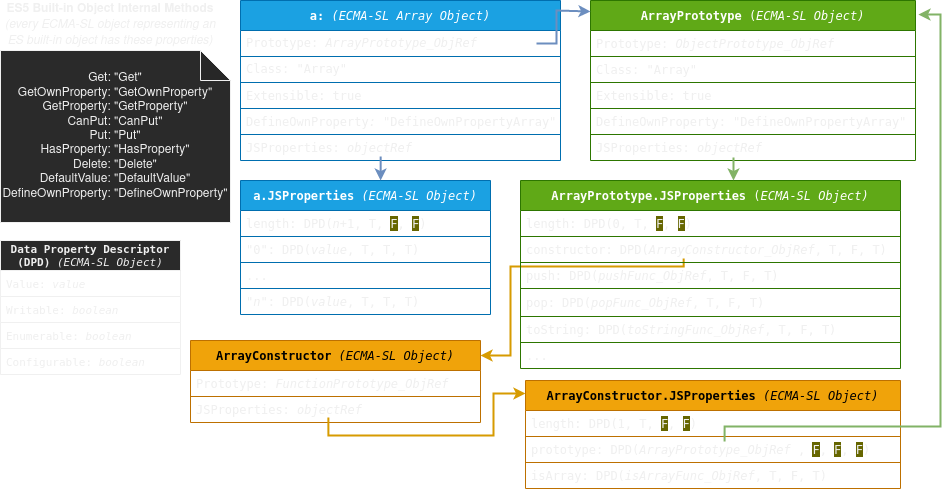 ES5 Built-in Object Internal Methods
(every ECMA-SL object representing an
ES built-in object has these properties)
Get: "Get"
GetOwnProperty: "GetOwnProperty"
GetProperty: "GetProperty"
CanPut: "CanPut"
Put: "Put"
HasProperty: "HasProperty"
Delete: "Delete"
DefaultValue: "DefaultValue"
DefineOwnProperty: "DefineOwnProperty"
Data Property Descriptor
(DPD) (ECMA-SL Object)
Value: value
Writable: boolean
Enumerable: boolean
Configurable: boolean
a: (ECMA-SL Array Object)
Prototype: ArrayPrototype_ObjRef
Class: "Array"
Extensible: true
DefineOwnProperty: "DefineOwnPropertyArray"
JSProperties: objectRef
ArrayPrototype (ECMA-SL Object)
Prototype: ObjectPrototype_ObjRef
Class: "Array"
Extensible: true
DefineOwnProperty: "DefineOwnPropertyArray"
JSProperties: objectRef
a.JSProperties (ECMA-SL Object)
length: DPD(n+1, T, F, F)
"0": DPD(value, T, T, T)
...
"n": DPD(value, T, T, T)
ArrayPrototype.JSProperties (ECMA-SL Object)
length: DPD(0, T, F, F)
constructor: DPD(ArrayConstructor_ObjRef, T, F, T)
push: DPD(pushFunc_ObjRef, T, F, T)
pop: DPD(popFunc_ObjRef, T, F, T)
toString: DPD(toStringFunc_ObjRef, T, F, T)
...
ArrayConstructor (ECMA-SL Object)
Prototype: FunctionPrototype_ObjRef
JSProperties: objectRef
ArrayConstructor.JSProperties (ECMA-SL Object)
length: DPD(1, T, F, F)
prototype: DPD(ArrayPrototype_ObjRef, F, F, F)
isArray: DPD(isArrayFunc_ObjRef, T, F, T)